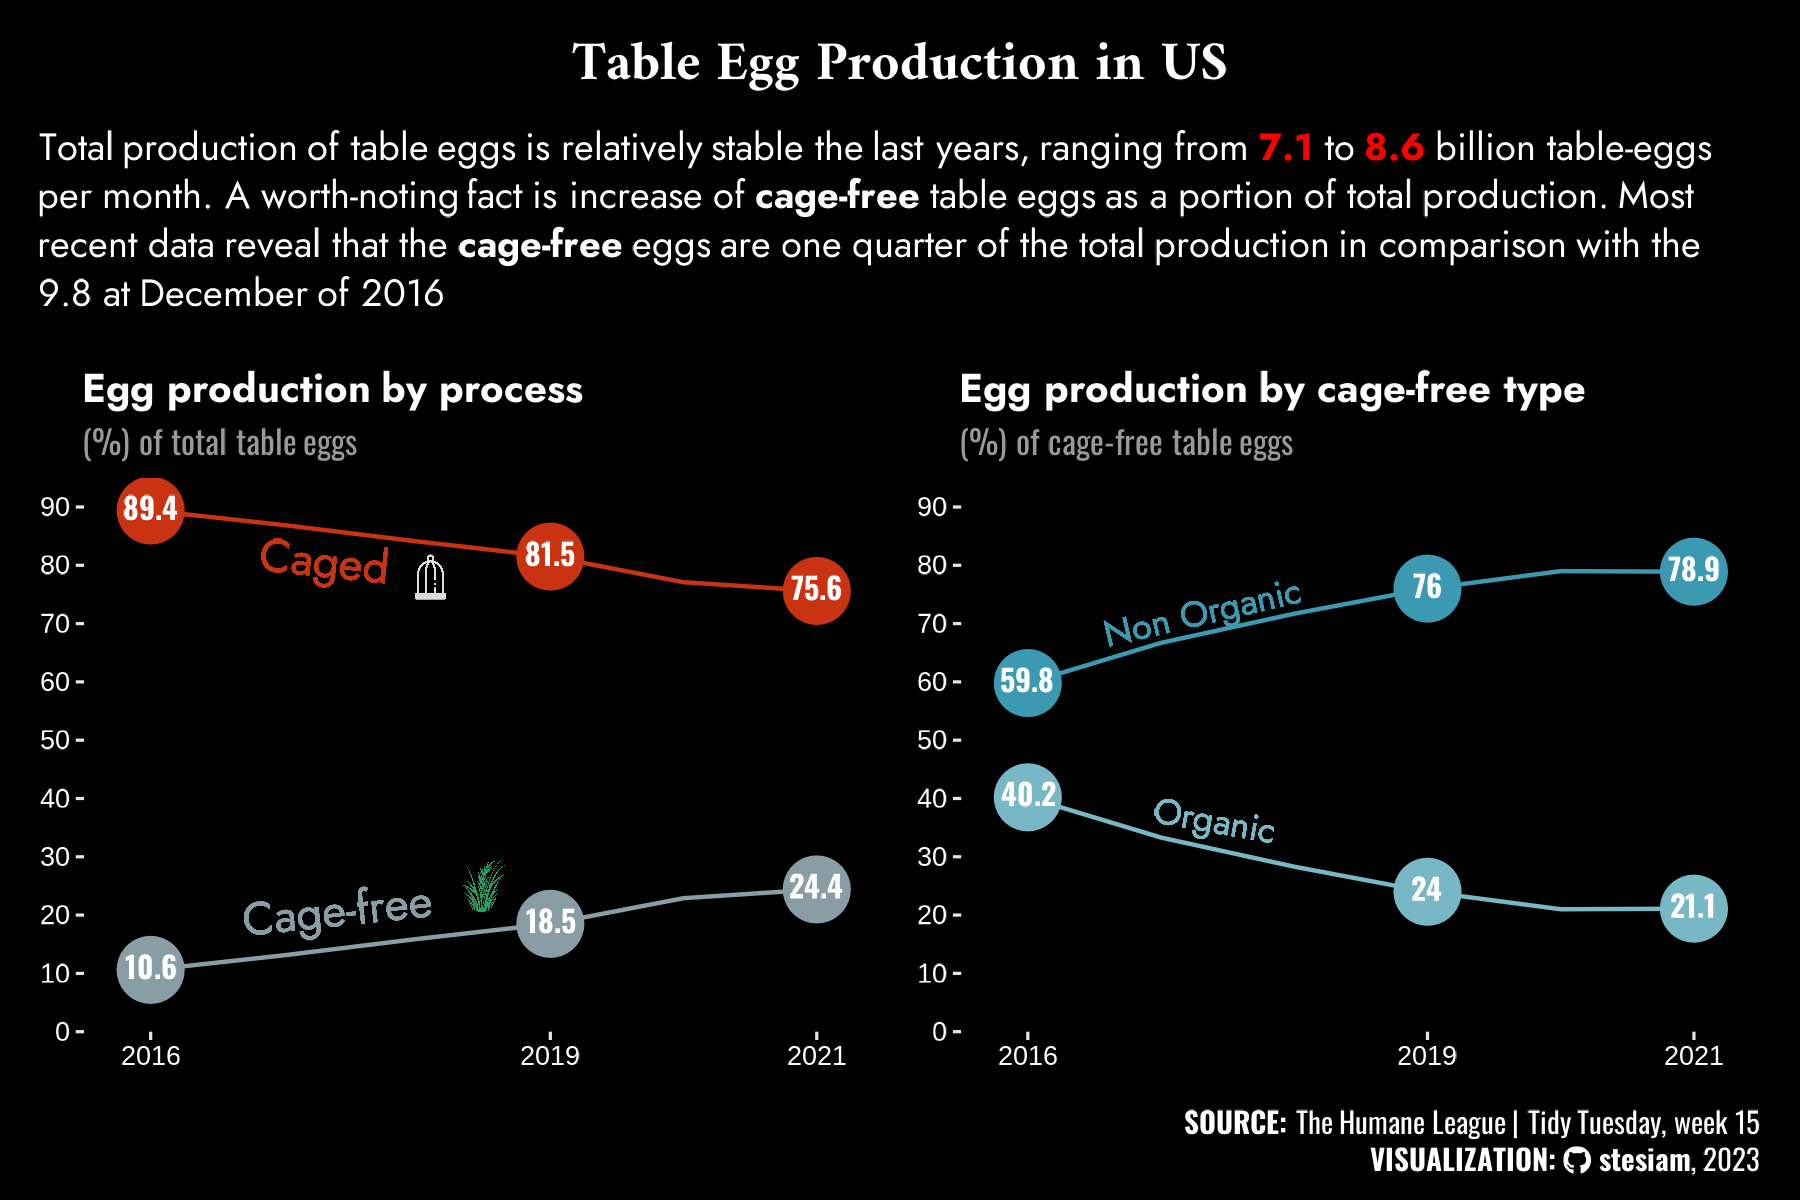 Table Egg Production in US
Total production of table eggs is relatively stable the last years, ranging from 7.1 to 8.6 billion table-eggs
per month. A worth-noting fact is increase of cage-free table eggs as a portion of total production. Most
recent data reveal that the cage-free eggs are one quarter of the total production in comparison with the
9.8 at December of 2016
Egg production by process
(%) of total table eggs
90
80
70
60
50
40
30
20
10
0
89.4
81.5
75.6
Caged
Cage-free
10.6
18.5
24.4
2016
2019
2021
Egg production by cage-free type
(%) of cage-free table eggs
90
80
70
60
50
40
30
20
10
0
59.8
76
78.9
Non Organic
40.2
Organic
24
21.1
2016
2019
2021
SOURCE: The Humane League | Tidy Tuesday, week 15
VISUALIZATION: stesiam, 2023